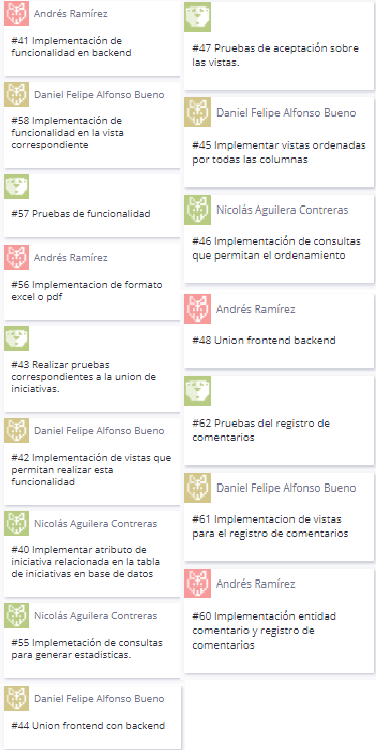 Andrés Ramírez
#41 Implementación de
funcionalidad en backend
Daniel Felipe Alfonso Bueno
#58 Implementación de
funcionalidad en la vista
correspondiente
#57 Pruebas de funcionalidad
Andrés Ramírez
#56 Implementacion de formato
excel o pdf
#43 Realizar pruebas
correspondientes a la union de
iniciativas.
Daniel Felipe Alfonso Bueno
#42 Implementación de vistas que
permitan realizar esta
funcionalidad
Nicolás Aguilera Contreras
#40 Implementar atributo de
iniciativa relacionada en la tabla
de iniciativas en base de datos
Nicolás Aguilera Contreras
#55 Implemetación de consultas
para generar estadisticas.
Daniel Felipe Alfonso Bueno
#44 Union frontend con backend
#47 Pruebas de aceptación sobre
las vistas.
Daniel Felipe Alfonso Bueno
#45 Implementar vistas ordenadas
por todas las columnas
Nicolás Aguilera Contreras
#46 Implementación de consultas
que permitan el ordenamiento
Andrés Ramírez
#48 Union frontend backend
#62 Pruebas del registro de
comentarios
Daniel Felipe Alfonso Bueno
#61 Implementacion de vistas
para el registro de comentarios
Andrés Ramírez
#60 Implementación entidad
comentario y registro de
comentarios